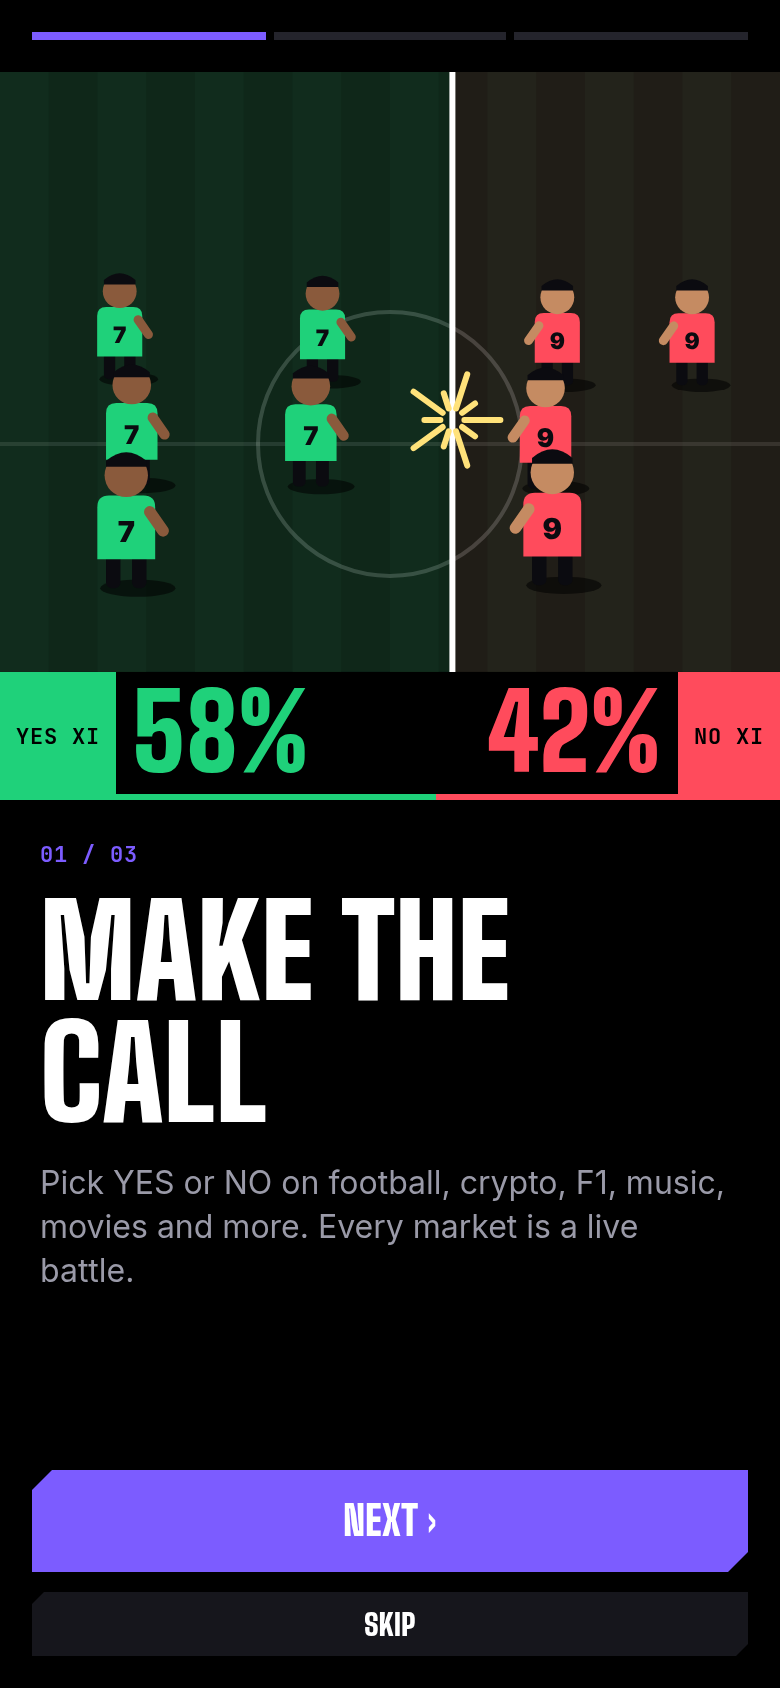 7
7
9
9
7
7
9
7
9
YES XI 58% 42% NO XI
01 / 03
MAKE THE
CALL
Pick YES or NO on football, crypto, F1, music,
movies and more. Every market is a live
battle.
NEXT ›
SKIP